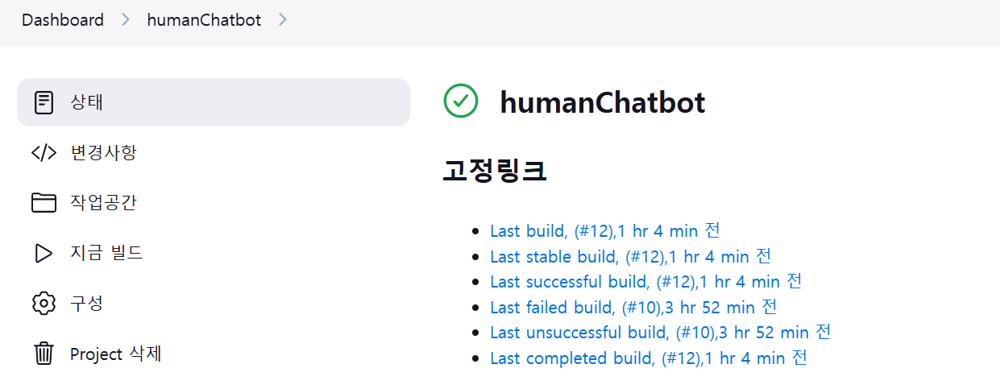 Dashboard > humanChatbot >
상태
변경사항
작업공간
지금 빌드
구성
Project 삭제
humanChatbot
고정링크
Last build, (#12),1 hr 4 min 전
Last stable build, (#12),1 hr 4 min 전
Last successful build, (#12),1 hr 4 min 전
Last failed build, (#10),3 hr 52 min 전
Last unsuccessful build, (#10),3 hr 52 min 전
Last completed build, (#12),1 hr 4 min 전